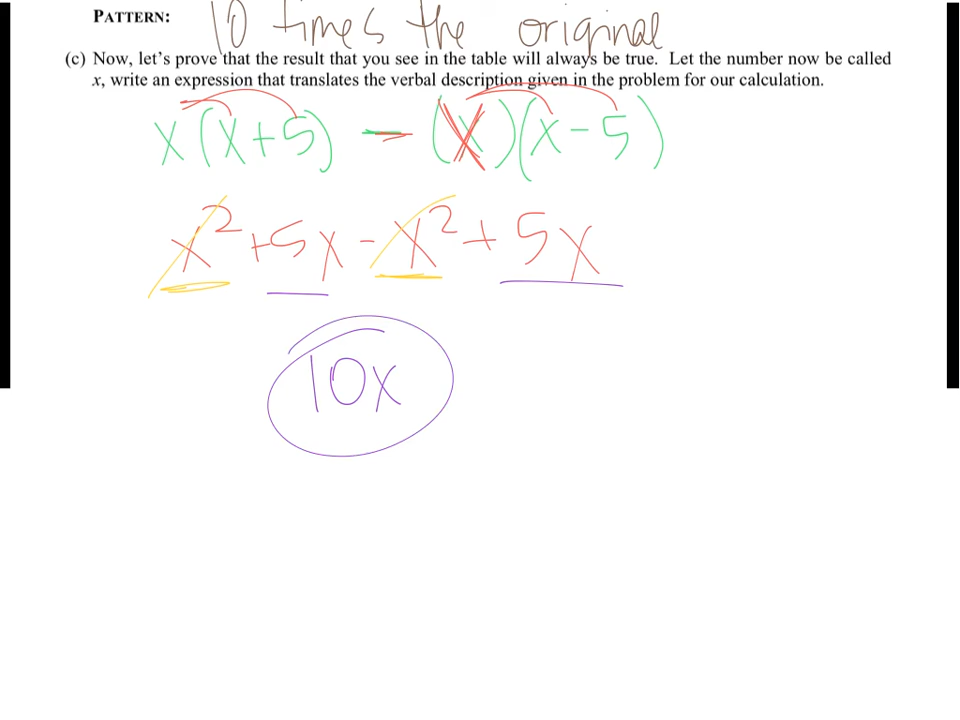 PATTERN: 10 times the original
(c) Now, let's prove that the result that you see in the table will always be true. Let the number now be called
x, write an expression that translates the verbal description given in the problem for our calculation.
x(x+5) - (x)(x-5)
x²+5x-x²+5x
10x